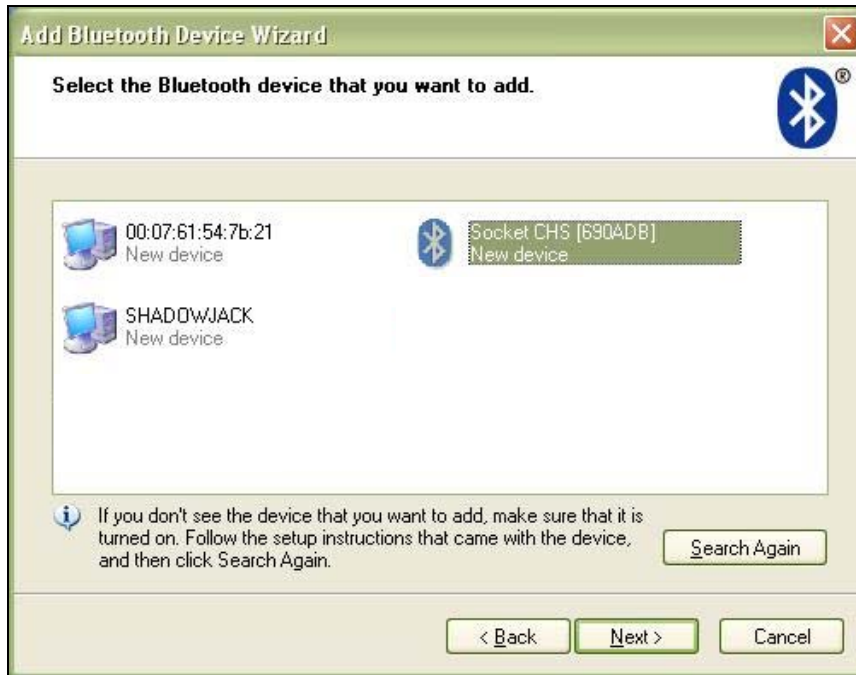 Add Bluetooth Device Wizard
Select the Bluetooth device that you want to add.
®
00:07:61:54:7b:21
New device
Socket CHS [690ADB]
New device
SHADOWJACK
New device
If you don't see the device that you want to add, make sure that it is
turned on. Follow the setup instructions that came with the device,
and then click Search Again.
Search Again
< Back
Next >
Cancel